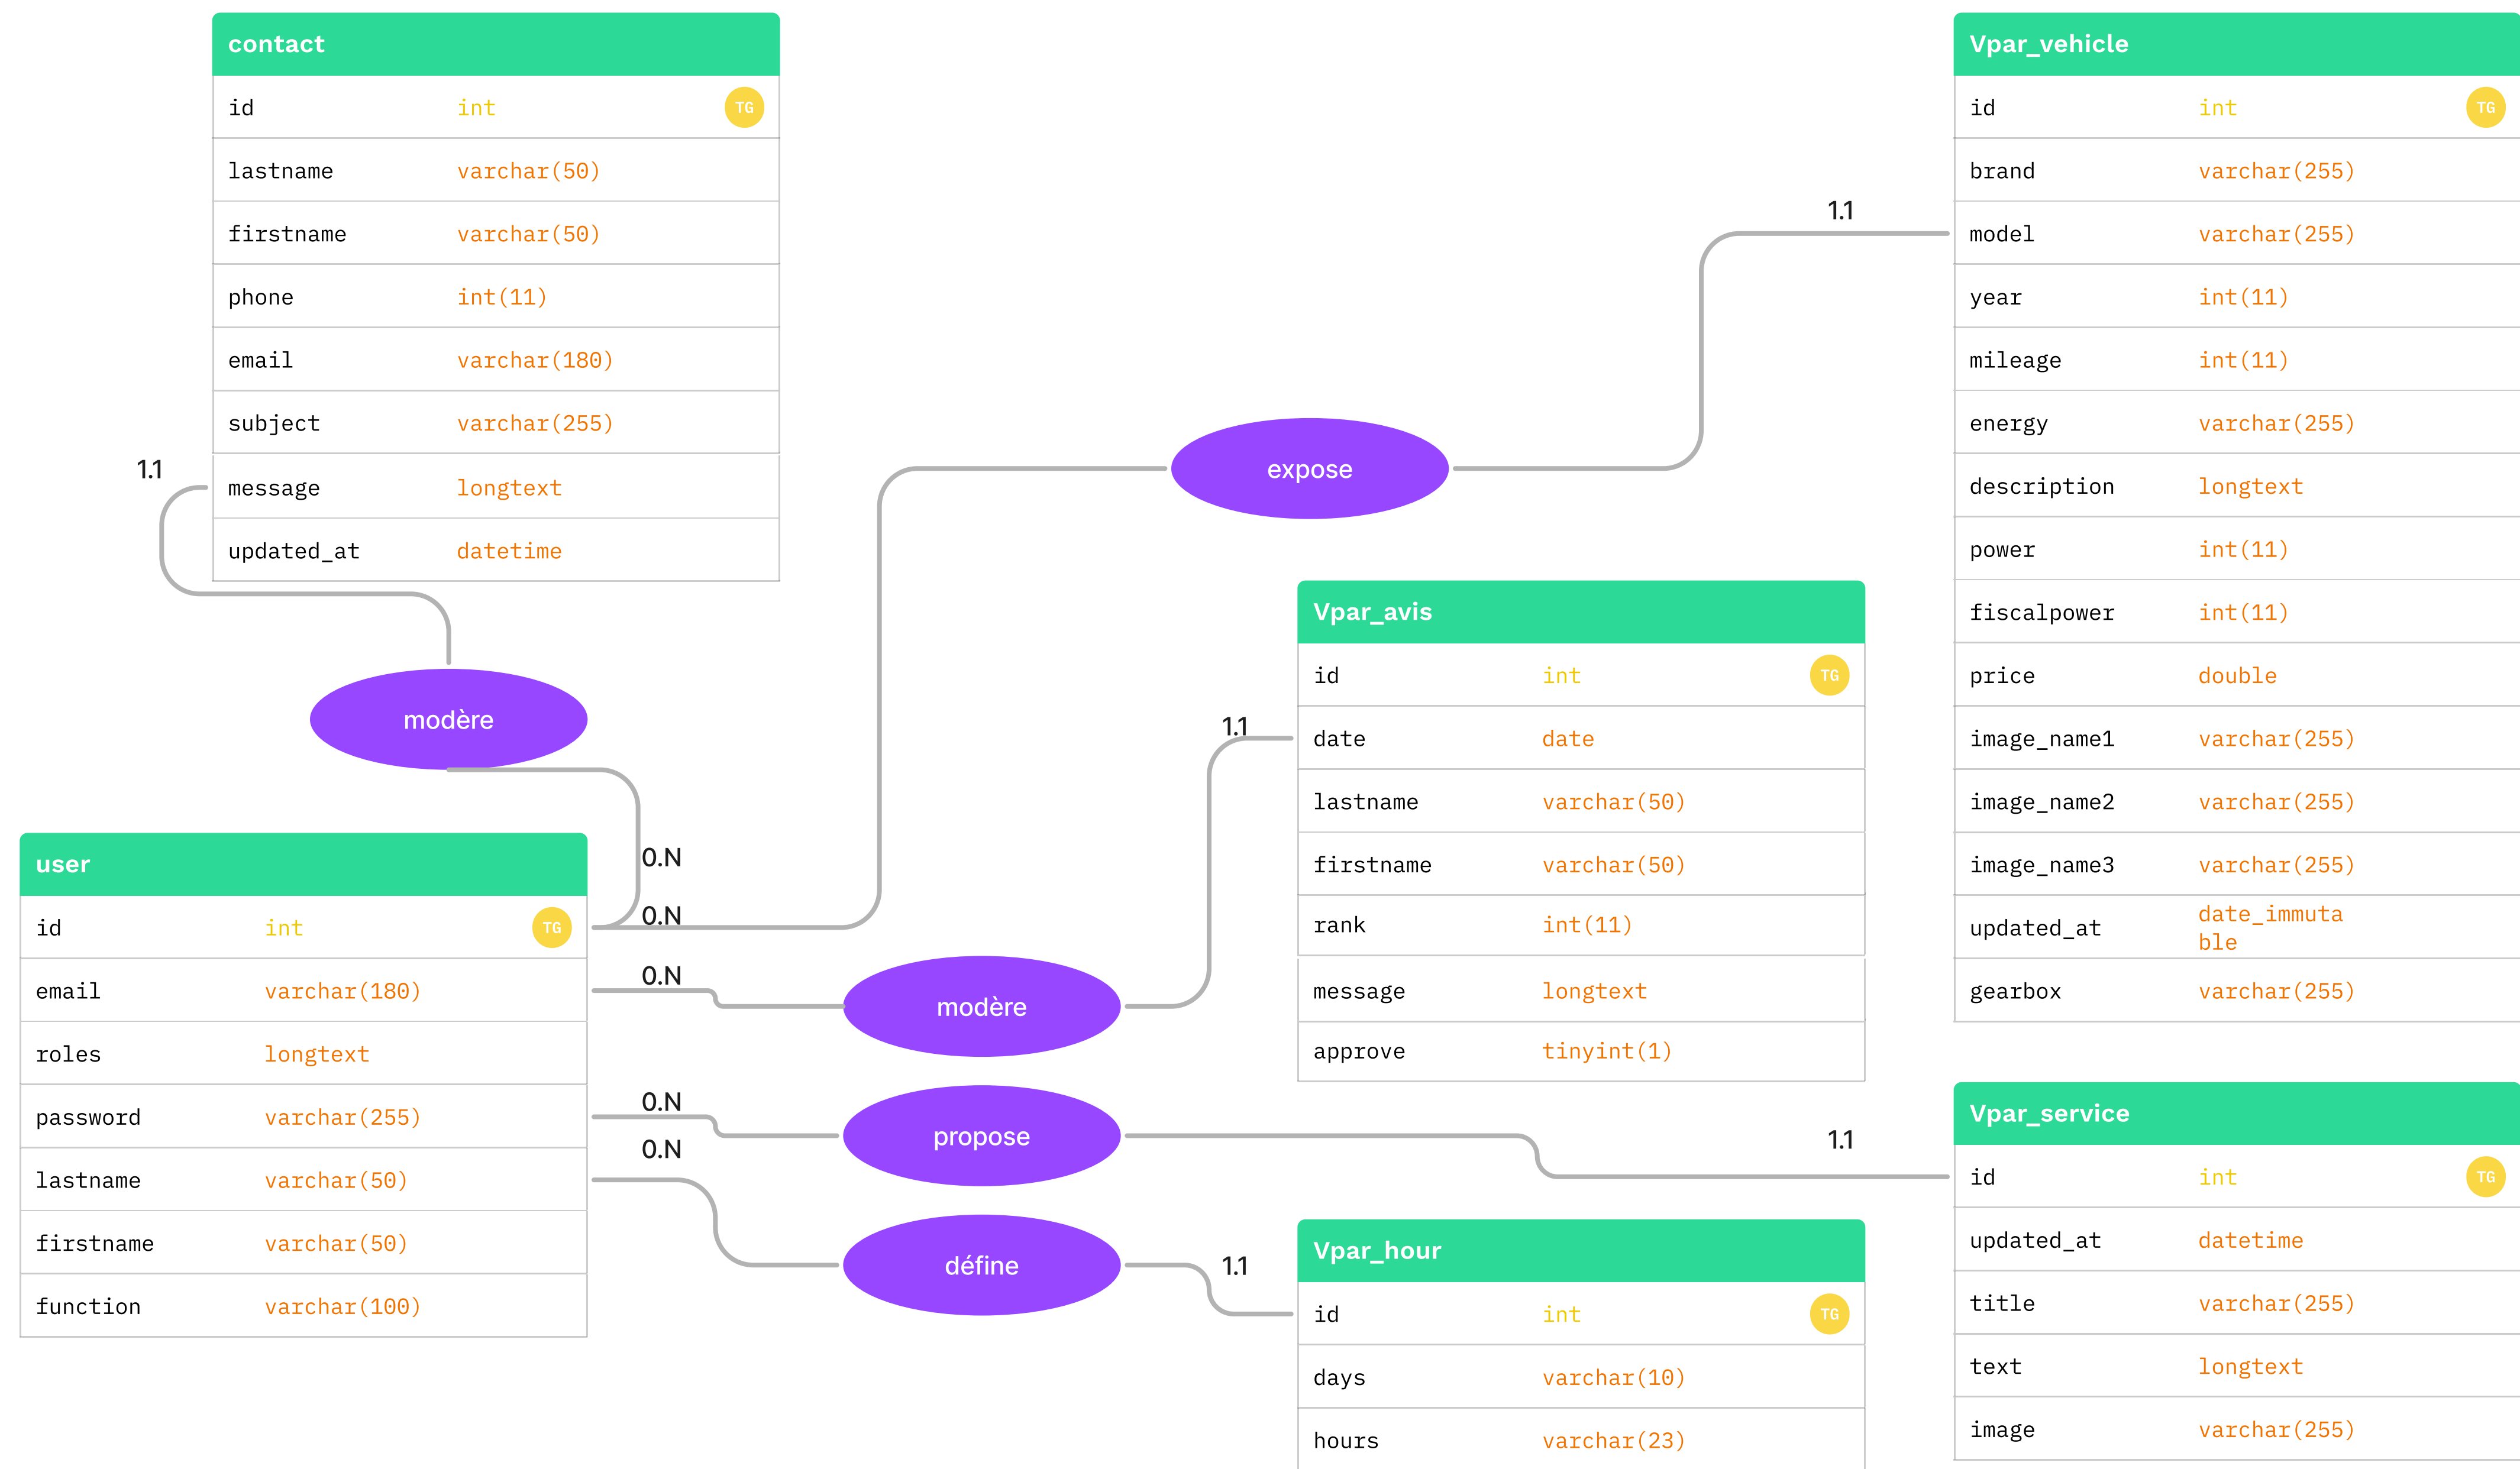 contact
id int TG
lastname varchar(50)
firstname varchar(50)
phone int(11)
email varchar(180)
subject varchar(255)
message longtext
updated_at datetime
1.1
modère
0.N
user
id int TG
email varchar(180)
roles longtext
password varchar(255)
lastname varchar(50)
firstname varchar(50)
function varchar(100)
0.N
expose
1.1
0.N
modère
1.1
0.N
propose
1.1
0.N
défine
1.1
Vpar_avis
id int TG
date date
lastname varchar(50)
firstname varchar(50)
rank int(11)
message longtext
approve tinyint(1)
Vpar_hour
id int TG
days varchar(10)
hours varchar(23)
Vpar_vehicle
id int TG
brand varchar(255)
model varchar(255)
year int(11)
mileage int(11)
energy varchar(255)
description longtext
power int(11)
fiscalpower int(11)
price double
image_name1 varchar(255)
image_name2 varchar(255)
image_name3 varchar(255)
updated_at date_immuta
ble
gearbox varchar(255)
Vpar_service
id int TG
updated_at datetime
title varchar(255)
text longtext
image varchar(255)